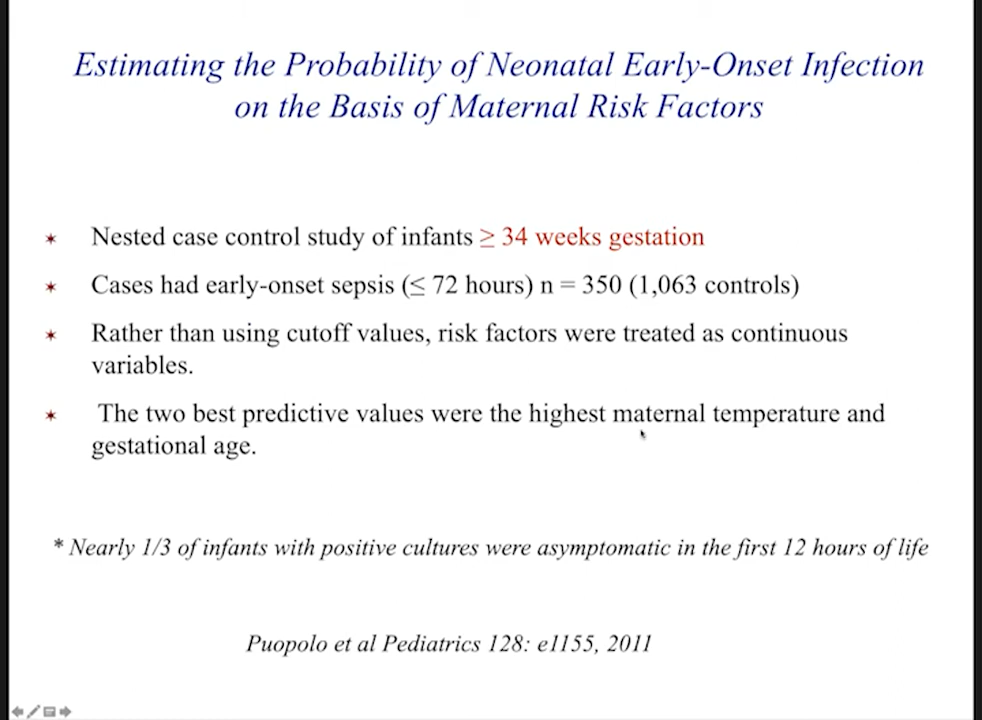 Estimating the Probability of Neonatal Early-Onset Infection
on the Basis of Maternal Risk Factors
✶ Nested case control study of infants ≥ 34 weeks gestation
✶ Cases had early-onset sepsis (≤ 72 hours) n = 350 (1,063 controls)
✶ Rather than using cutoff values, risk factors were treated as continuous
variables.
✶ The two best predictive values were the highest maternal temperature and
gestational age.
* Nearly 1/3 of infants with positive cultures were asymptomatic in the first 12 hours of life
Puopolo et al Pediatrics 128: e1155, 2011